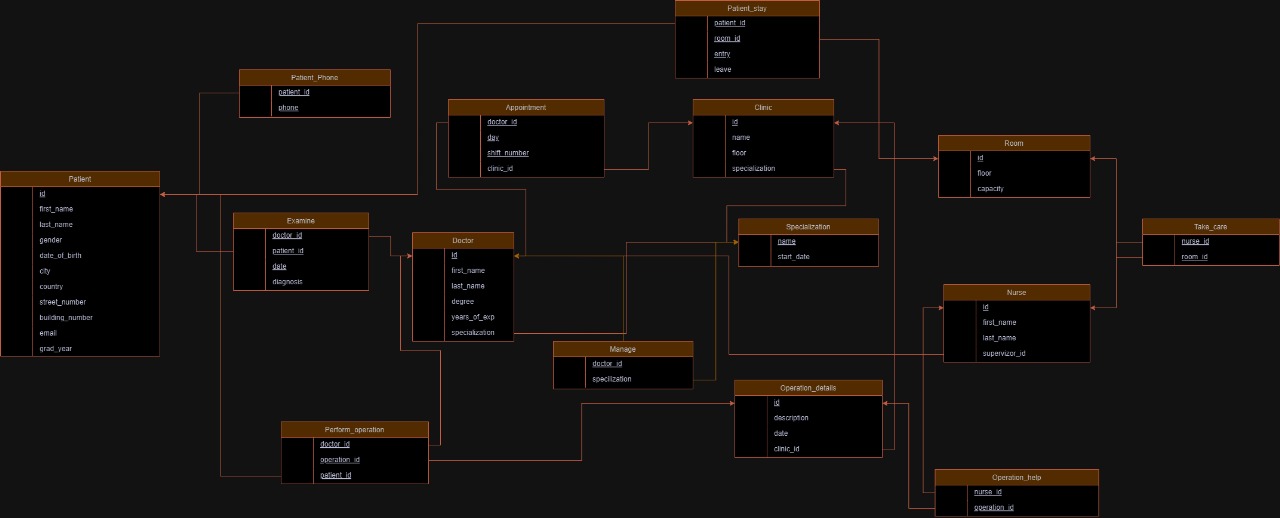 Patient_stay
patient_id
room_id
entry
leave
Patient_Phone
patient_id
phone
Appointment
doctor_id
day
shift_number
clinic_id
Clinic
id
name
floor
specialization
Room
id
floor
capacity
Patient
id
first_name
last_name
gender
date_of_birth
city
country
street_number
building_number
email
grad_year
Examine
doctor_id
patient_id
date
diagnosis
Doctor
id
first_name
last_name
degree
years_of_exp
specialization
Specialization
name
start_date
Take_care
nurse_id
room_id
Nurse
id
first_name
last_name
supervizor_id
Manage
doctor_id
specilization
Operation_details
id
description
date
clinic_id
Perform_operation
doctor_id
operation_id
patient_id
Operation_help
nurse_id
operation_id